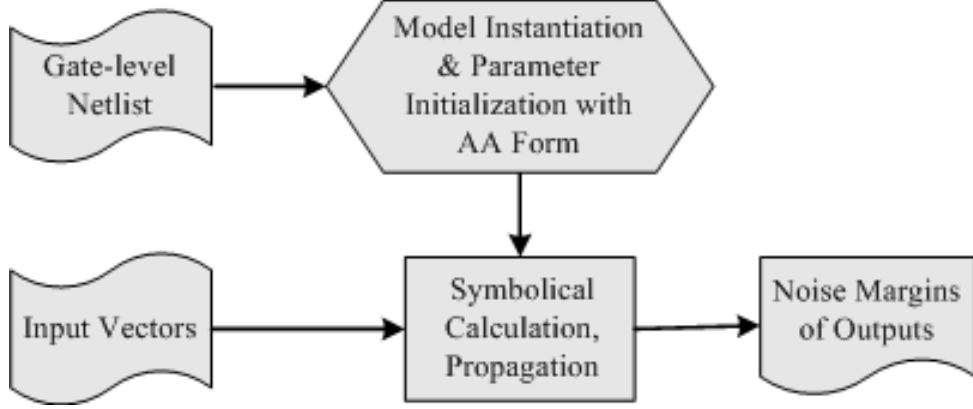 Gate-level
Netlist
Model Instantiation
& Parameter
Initialization with
AA Form
Input Vectors
Symbolical
Calculation,
Propagation
Noise Margins
of Outputs